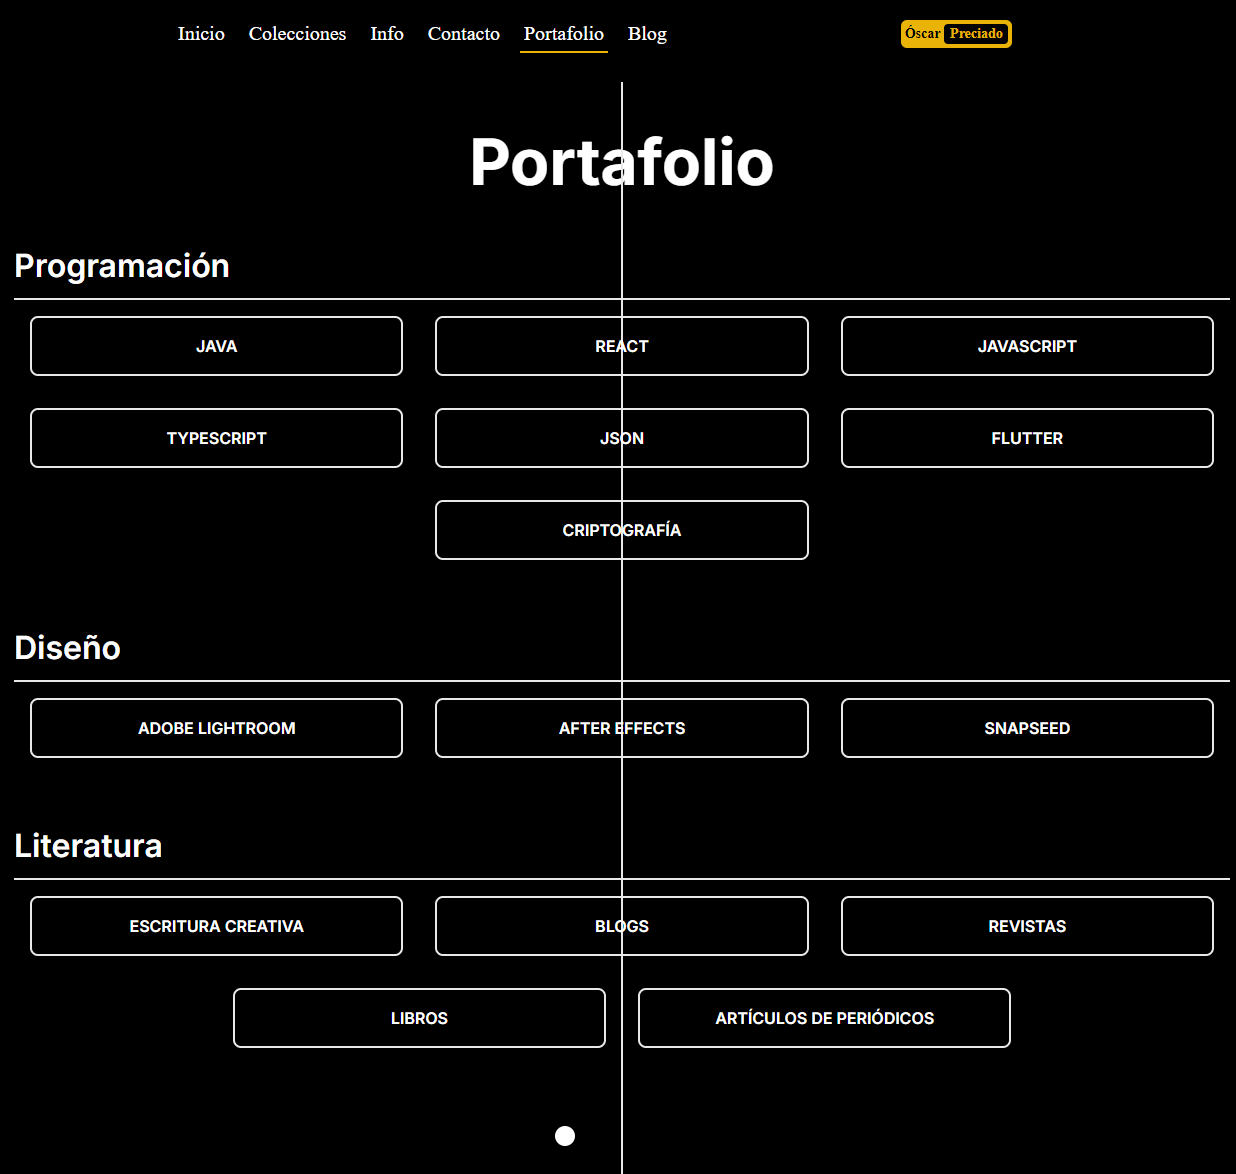 Inicio Colecciones Info Contacto Portafolio Blog Óscar Preciado
Portafolio
Programación
JAVA REACT JAVASCRIPT
TYPESCRIPT JSON FLUTTER
CRIPTOGRAFÍA
Diseño
ADOBE LIGHTROOM AFTER EFFECTS SNAPSEED
Literatura
ESCRITURA CREATIVA BLOGS REVISTAS
LIBROS ARTÍCULOS DE PERIÓDICOS